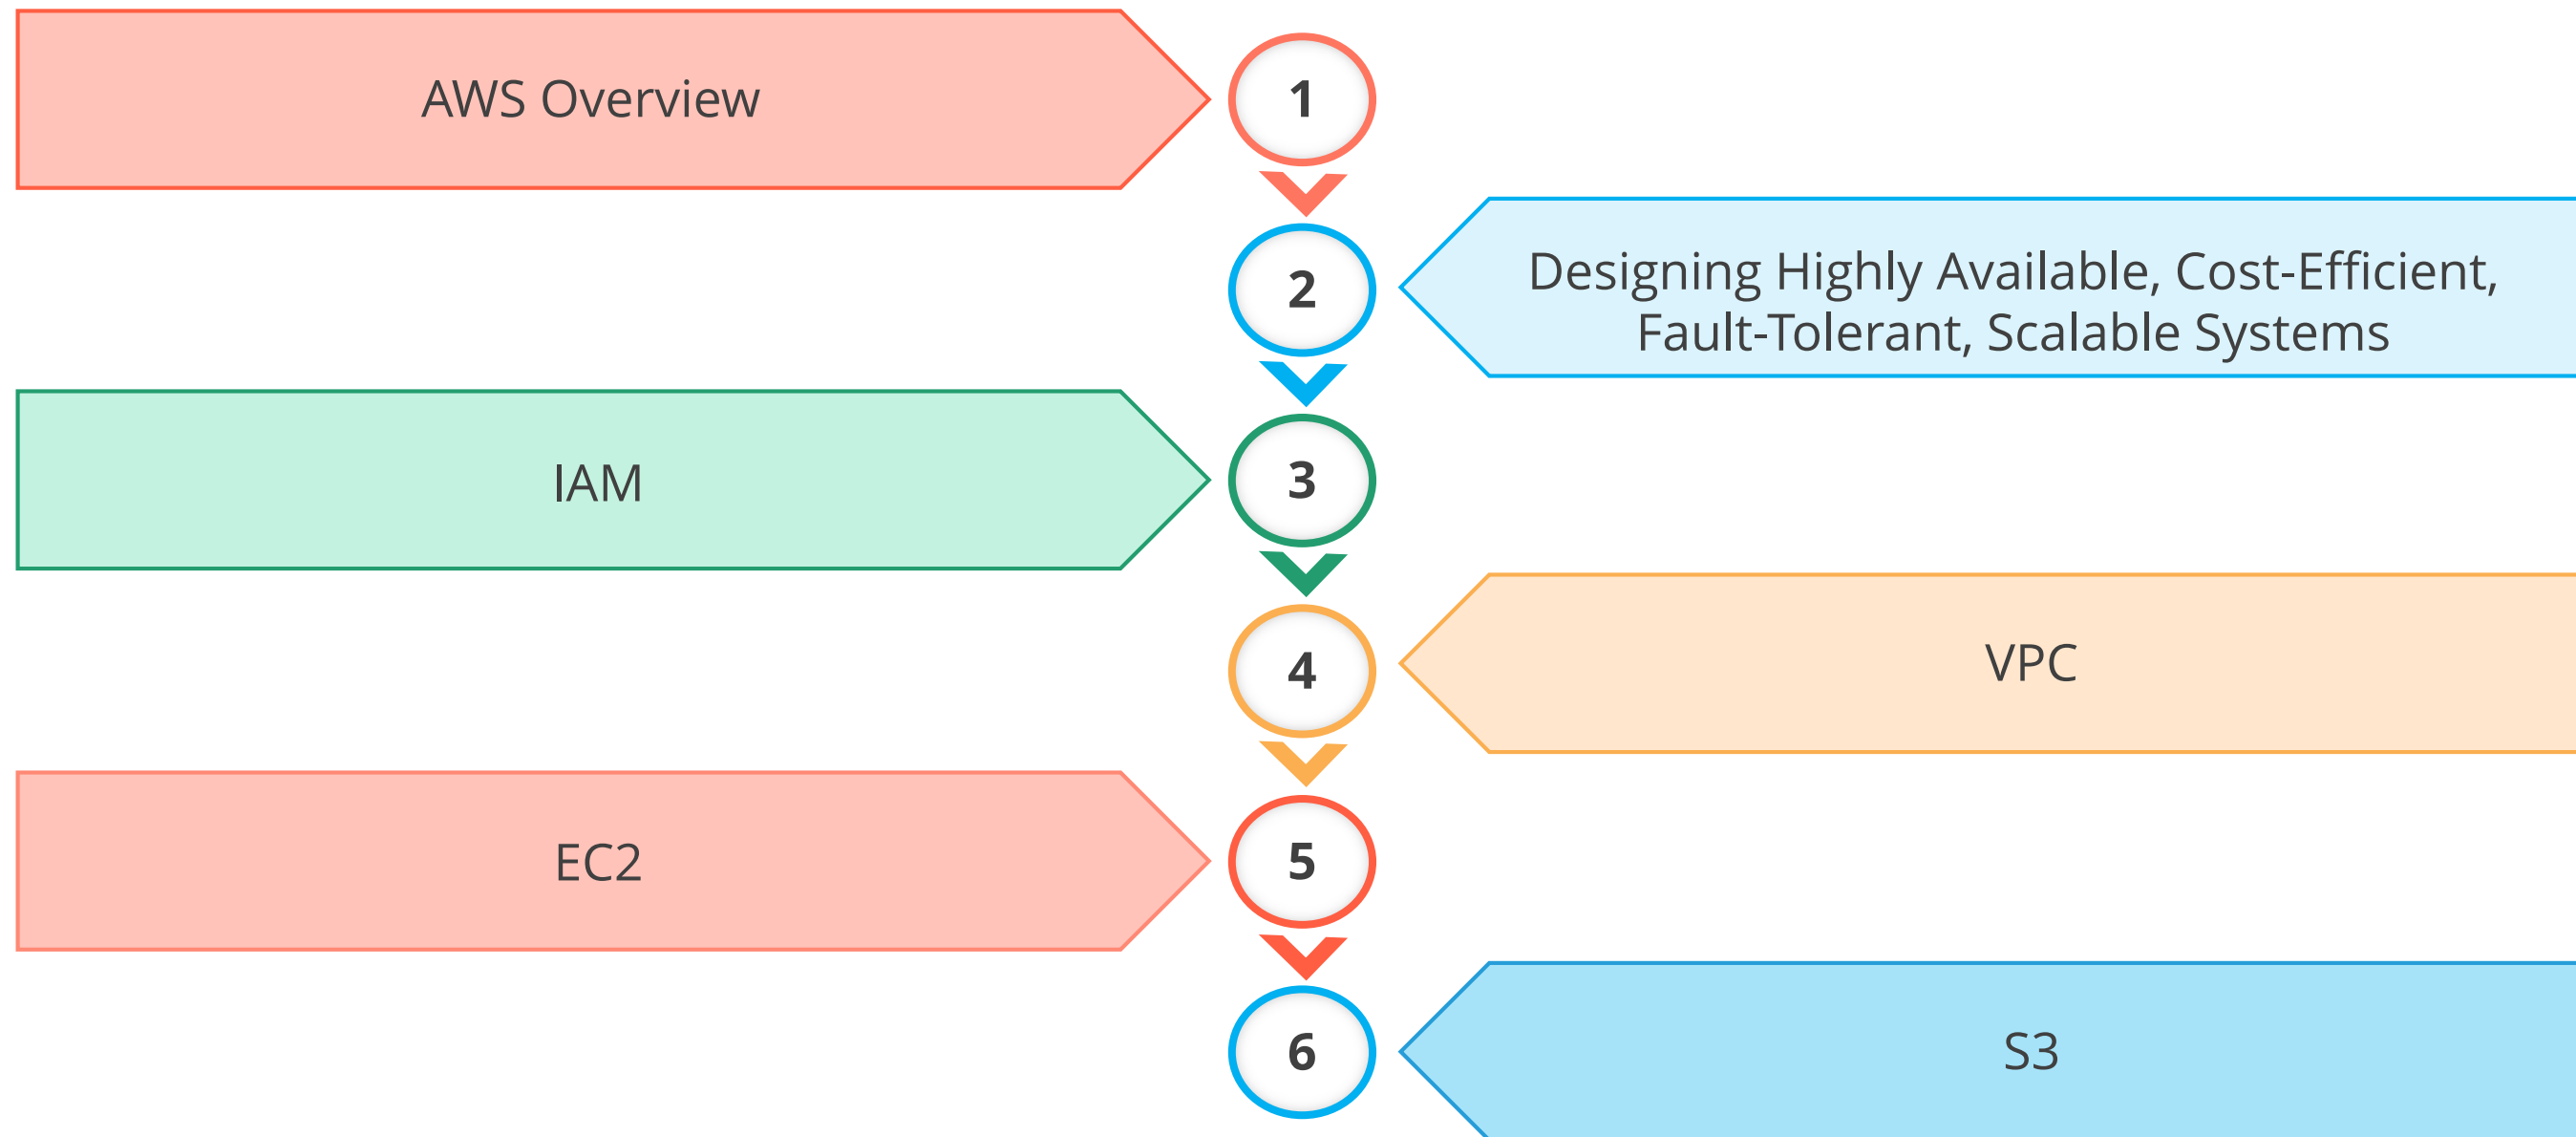 AWS Overview
1
2
Designing Highly Available, Cost-Efficient,
Fault-Tolerant, Scalable Systems
IAM
3
4
VPC
EC2
5
6
S3